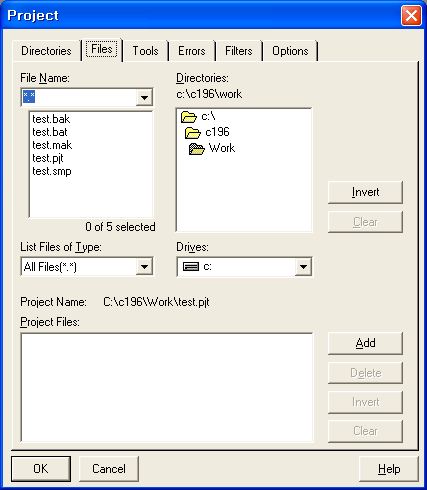 Project
Directories Files Tools Errors Filters Options
File Name:
*.*
test.bak
test.bat
test.mak
test.pjt
test.smp
0 of 5 selected
Directories:
c:\c196\work
c:\
c196
Work
Invert
Clear
List Files of Type:
All Files(*.*)
Drives:
c:
Project Name: C:\c196\Work\test.pjt
Project Files:
Add
Delete
Invert
Clear
OK Cancel Help